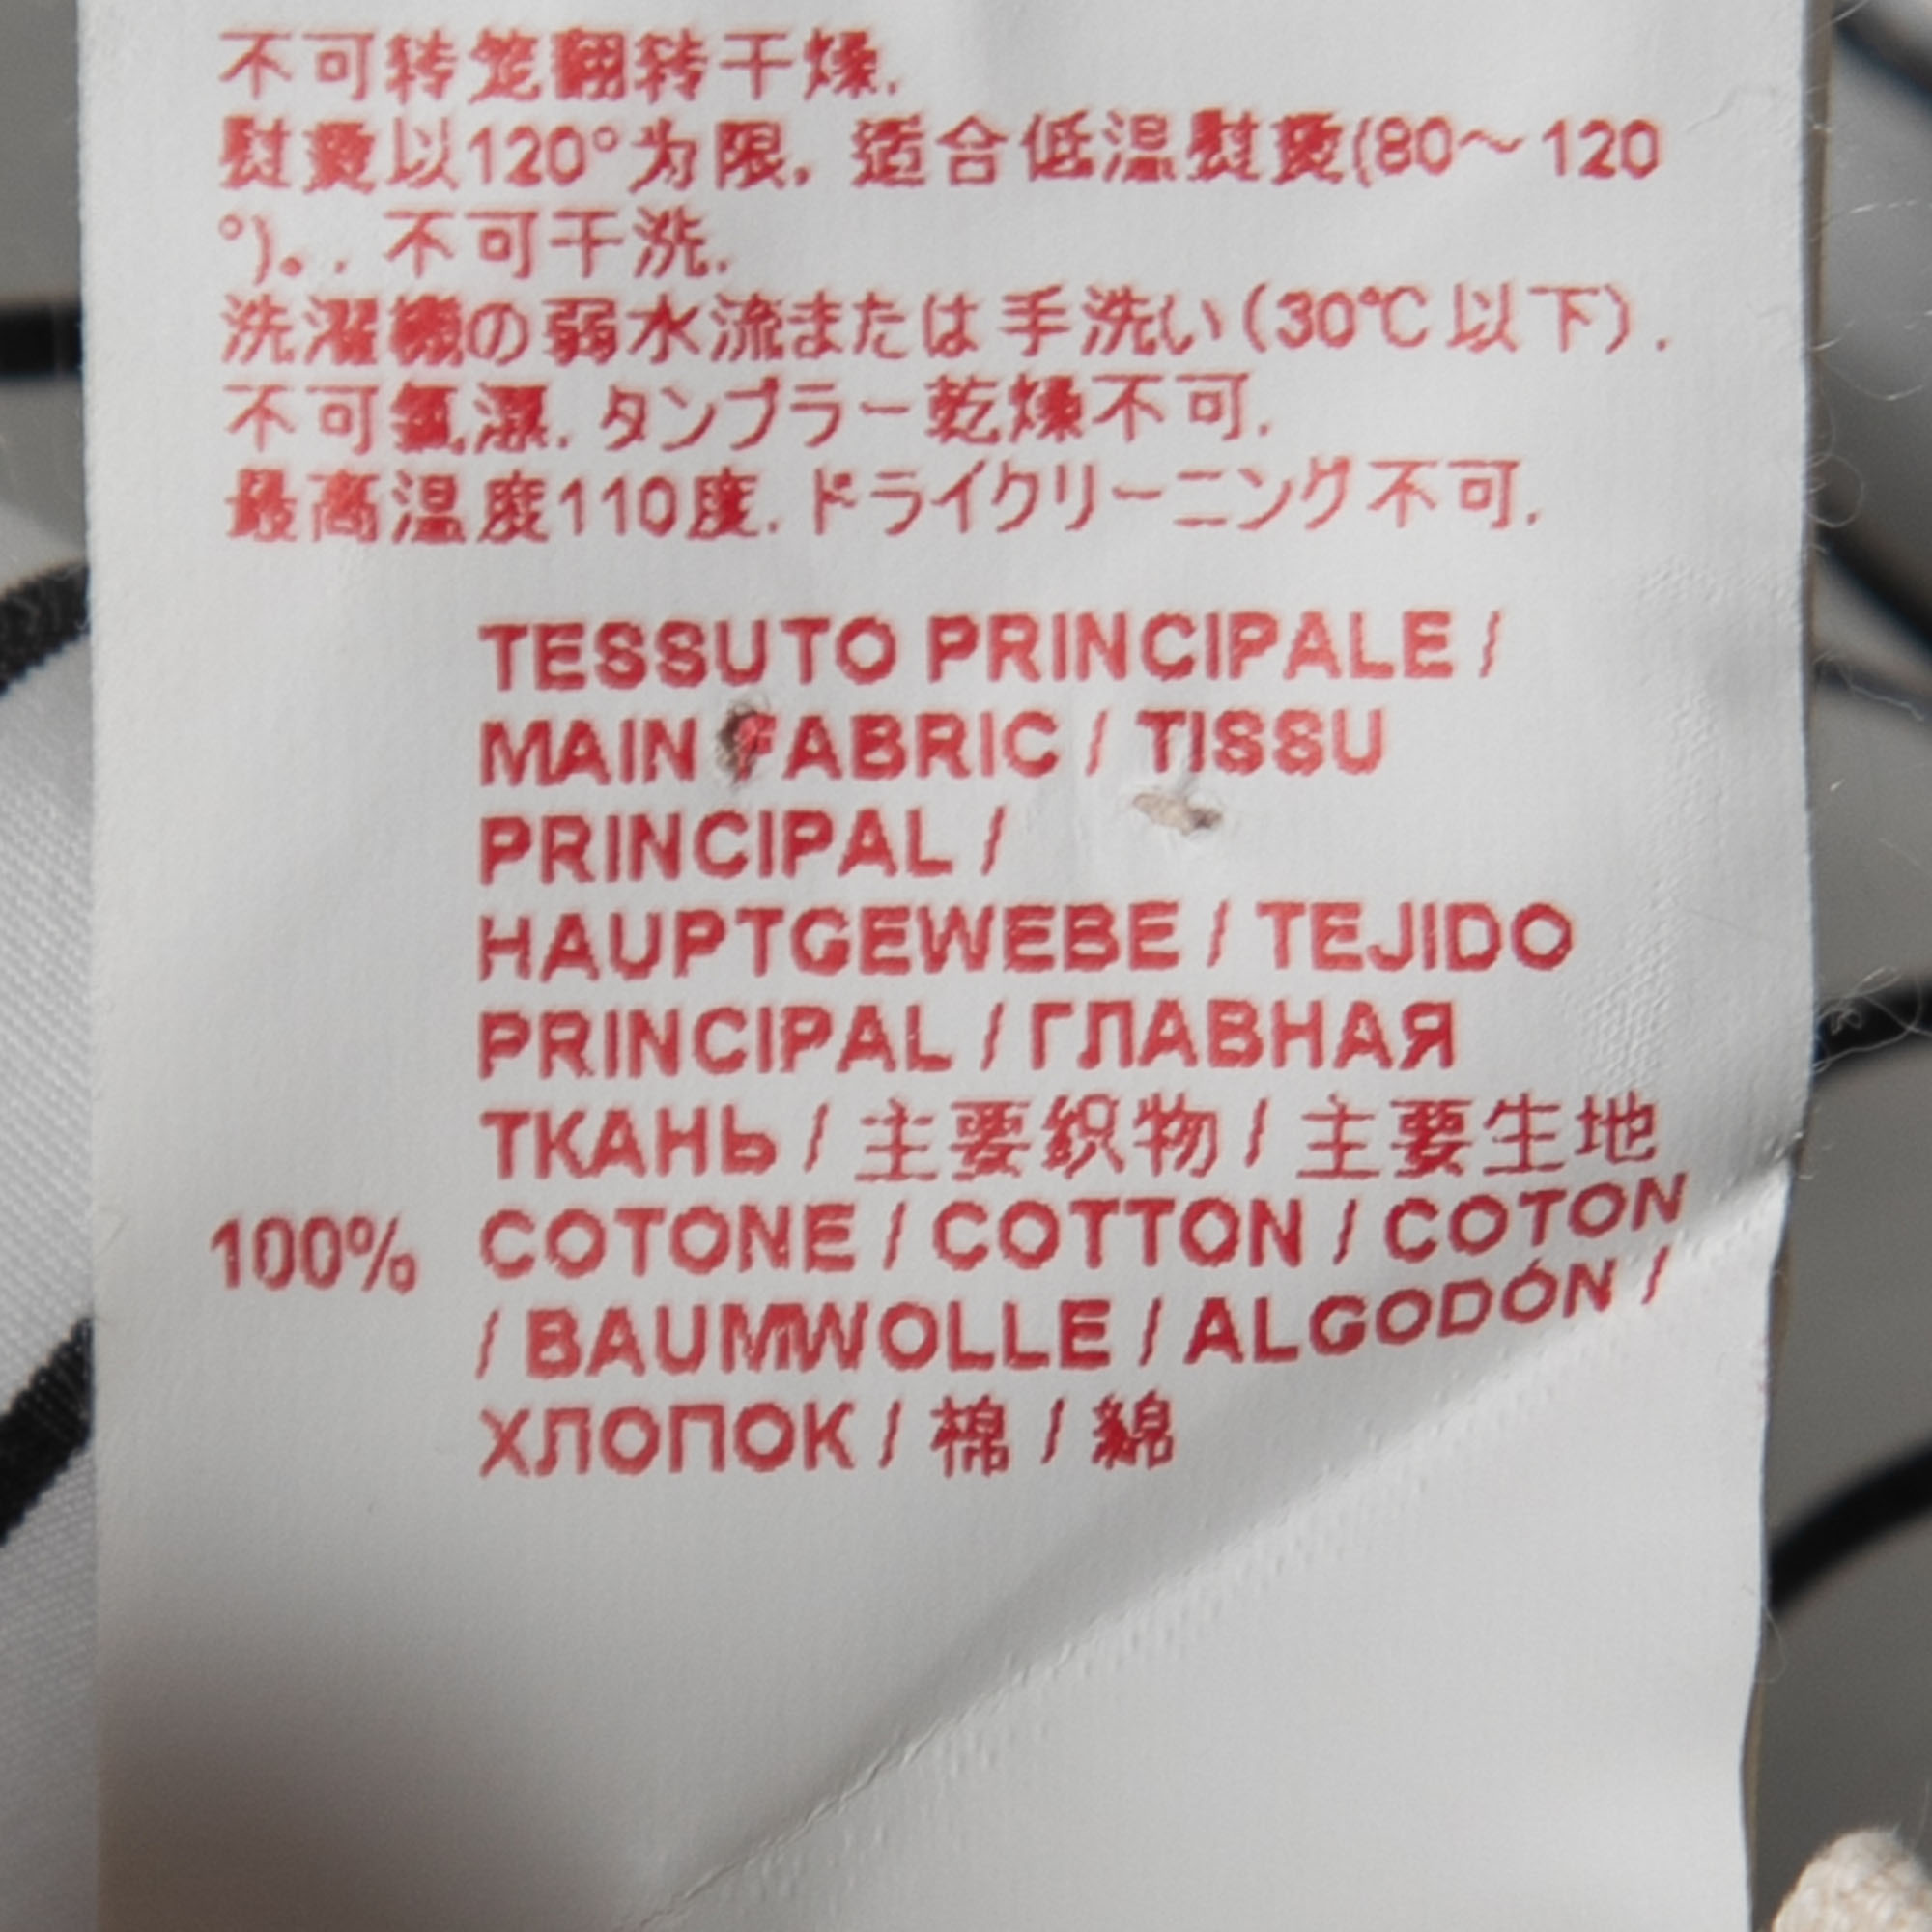 不可转笼翻转干燥.
熨烫以120°为限, 适合低温熨烫(80～120
°)。. 不可干洗.
洗濯機の弱水流または手洗い(30℃以下).
不可氯漂. タンブラー乾燥不可.
最高温度110度. ドライクリーニング不可.
TESSUTO PRINCIPALE /
MAIN FABRIC / TISSU
PRINCIPAL /
HAUPTGEWEBE / TEJIDO
PRINCIPAL / ГЛАВНАЯ
ТКАНЬ / 主要织物 / 主要生地
100% COTONE / COTTON / COTON
/ BAUMWOLLE / ALGODÓN /
ХЛОПОК / 棉 / 綿